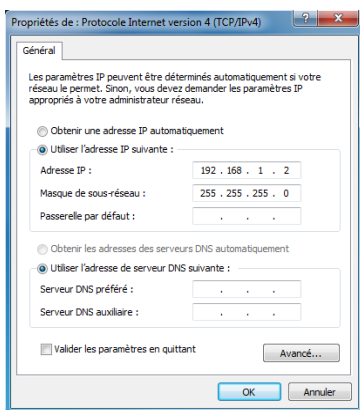 Propriétés de : Protocole Internet version 4 (TCP/IPv4)
Général
Les paramètres IP peuvent être déterminés automatiquement si votre
réseau le permet. Sinon, vous devez demander les paramètres IP
appropriés à votre administrateur réseau.
Obtenir une adresse IP automatiquement
Utiliser l'adresse IP suivante :
Adresse IP : 192 . 168 . 1 . 2
Masque de sous-réseau : 255 . 255 . 255 . 0
Passerelle par défaut : . . .
Obtenir les adresses des serveurs DNS automatiquement
Utiliser l'adresse de serveur DNS suivante :
Serveur DNS préféré : . . .
Serveur DNS auxiliaire : . . .
Valider les paramètres en quittant
Avancé...
OK Annuler